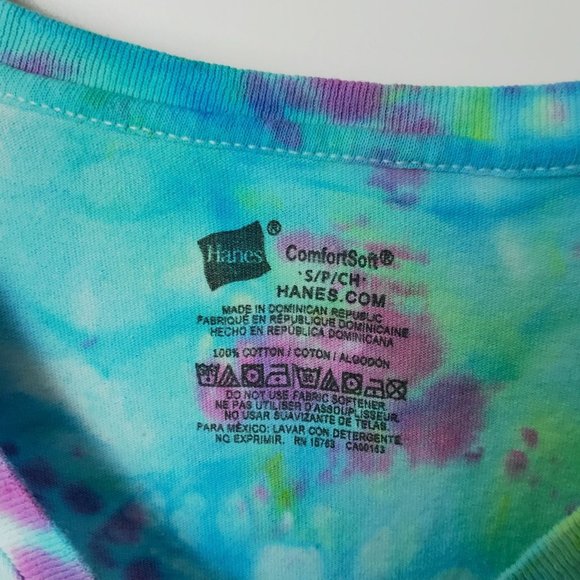 Hanes®
ComfortSoft®
S/P/CH
HANES.COM
MADE IN DOMINICAN REPUBLIC
FABRIQUÉ EN RÉPUBLIQUE DOMINICAINE
HECHO EN REPÚBLICA DOMINICANA
100% COTTON / COTON / ALGODÓN
DO NOT USE FABRIC SOFTENER
NE PAS UTILISER D'ASSOUPLISSEUR
NO USAR SUAVIZANTE DE TELAS.
PARA MÉXICO: LAVAR CON DETERGENTE.
NO EXPRIMIR. RN 15763 CA00163